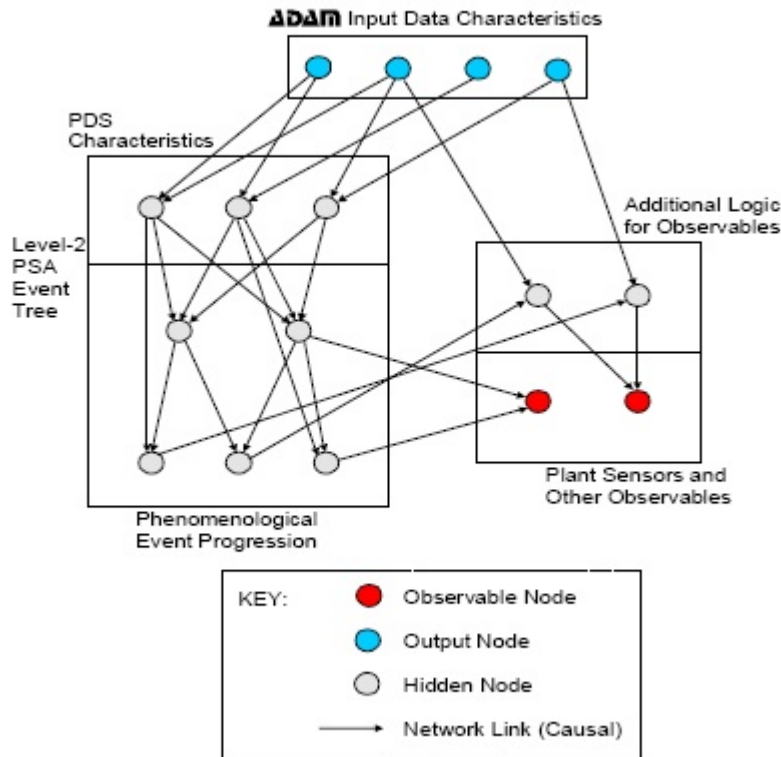 ADAM Input Data Characteristics
PDS
Characteristics
Level-2
PSA
Event
Tree
Additional Logic
for Observables
Phenomenological
Event Progression
Plant Sensors and
Other Observables
KEY:
Observable Node
Output Node
Hidden Node
Network Link (Causal)